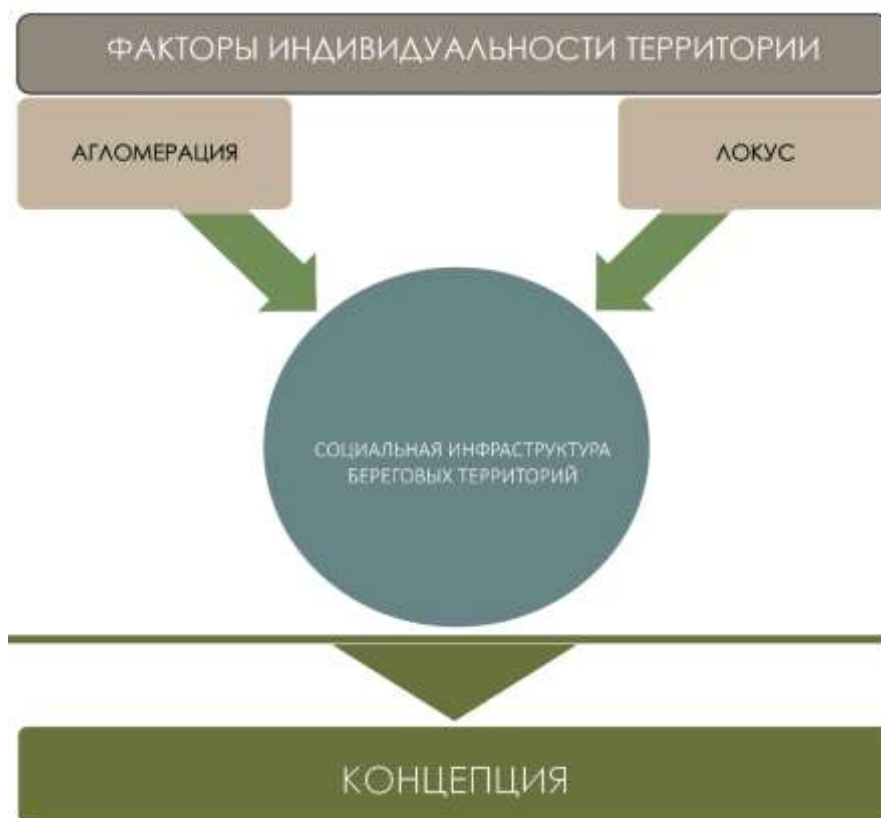 ФАКТОРЫ ИНДИВИДУАЛЬНОСТИ ТЕРРИТОРИИ
АГЛОМЕРАЦИЯ
ЛОКУС
СОЦИАЛЬНАЯ ИНФРАСТРУКТУРА
БЕРЕГОВЫХ ТЕРРИТОРИЙ
КОНЦЕПЦИЯ